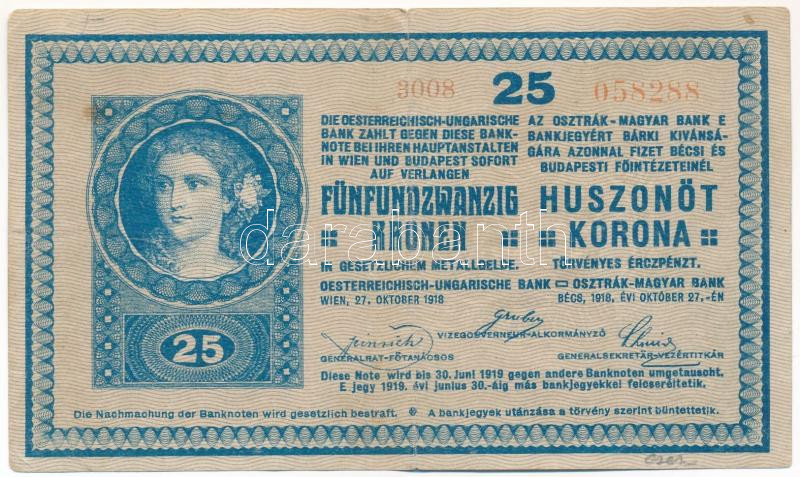 3008 25 058288
DIE OESTERREICHISCH-UNGARISCHE
BANK ZAHLT GEGEN DIESE BANK-
NOTE BEI IHREN HAUPTANSTALTEN
IN WIEN UND BUDAPEST SOFORT
AUF VERLANGEN
FÜNFUNDZWANZIG
KRONEN
IN GESETZLICHEM METALLGELDE.
OESTERREICHISCH-UNGARISCHE BANK
WIEN, 27. OKTOBER 1918
AZ OSZTRÁK-MAGYAR BANK E
BANKJEGYÉRT BÁRKI KIVÁNSÁ-
GÁRA AZONNAL FIZET BÉCSI ÉS
BUDAPESTI FŐINTÉZETEINÉL
HUSZONÖT
KORONA
TÖRVÉNYES ÉRCZPÉNZT.
OSZTRÁK-MAGYAR BANK
BÉCS, 1918. ÉVI OKTOBER 27.-ÉN
Gruber
VIZEGOUVERNEUR-ALKORMÁNYZÓ
Schmid
GENERALRAT-FŐTANÁCSOS
GENERALSEKRETÄR-VEZÉRTITKÁR
25
Diese Note wird bis 30. Juni 1919 gegen andere Banknoten umgetauscht.
E jegy 1919. évi junius 30.-áig más bankjegyekkel felcseréltetik.
Die Nachmachung der Banknoten wird gesetzlich bestraft. A bankjegyek utánzása a törvény szerint büntettetik.
darabanth